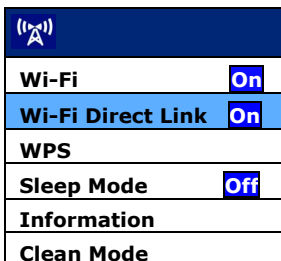 Wi-Fi On
Wi-Fi Direct Link On
WPS
Sleep Mode Off
Information
Clean Mode